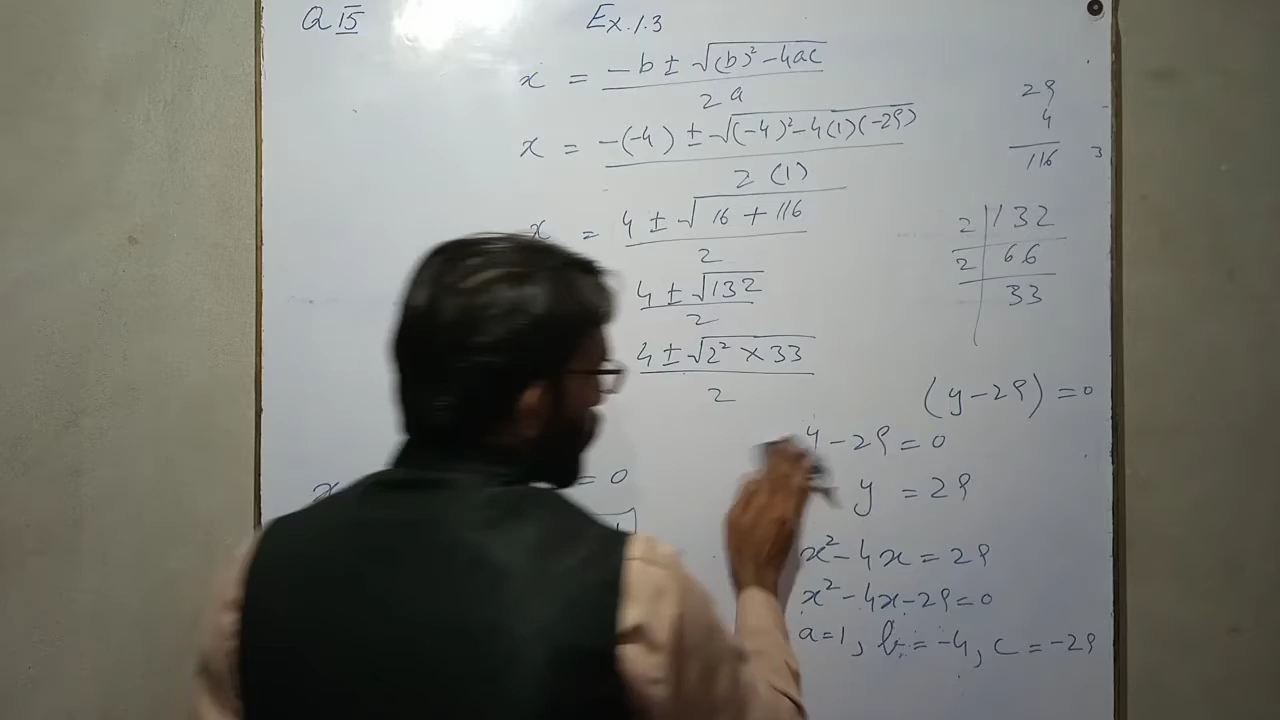 Q 15
Ex.1.3
x = -b ± √(b)² - 4ac / 2a
x = -(-4) ± √(-4)² - 4(1)(-29) / 2(1)
x = 4 ± √16 + 116 / 2
4 ± √132 / 2
4 ± √2² × 33 / 2
x
= 0
29
4
116
3
2 | 132
2 | 66
33
(y - 29) = 0
y - 29 = 0
y = 29
x² - 4x = 29
x² - 4x - 29 = 0
a = 1, b = -4, c = -29